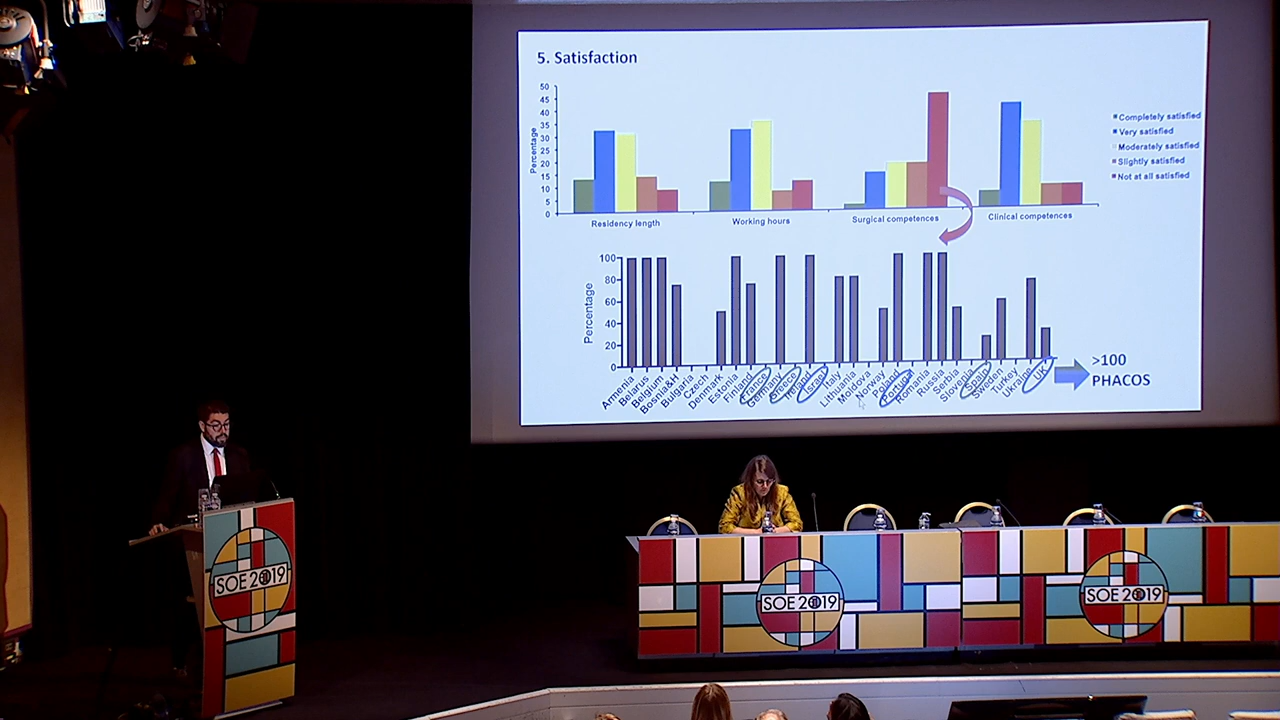 5. Satisfaction
50
45
40
35
30
25
20
15
10
5
0
Percentage
Residency length
Working hours
Surgical competences
Clinical competences
Completely satisfied
Very satisfied
Moderately satisfied
Slightly satisfied
Not at all satisfied
100
80
60
40
20
Percentage
Armenia
Belarus
Belgium
Bosnia&H
Bulgaria
Czech
Denmark
Estonia
Finland
France
Germany
Greece
Ireland
Israel
Italy
Lithuania
Moldova
Norway
Poland
Portugal
Romania
Russia
Serbia
Slovenia
Spain
Sweden
Turkey
Ukraine
UK
>100
PHACOS
SOE 2019
SOE 2019
SOE 2019